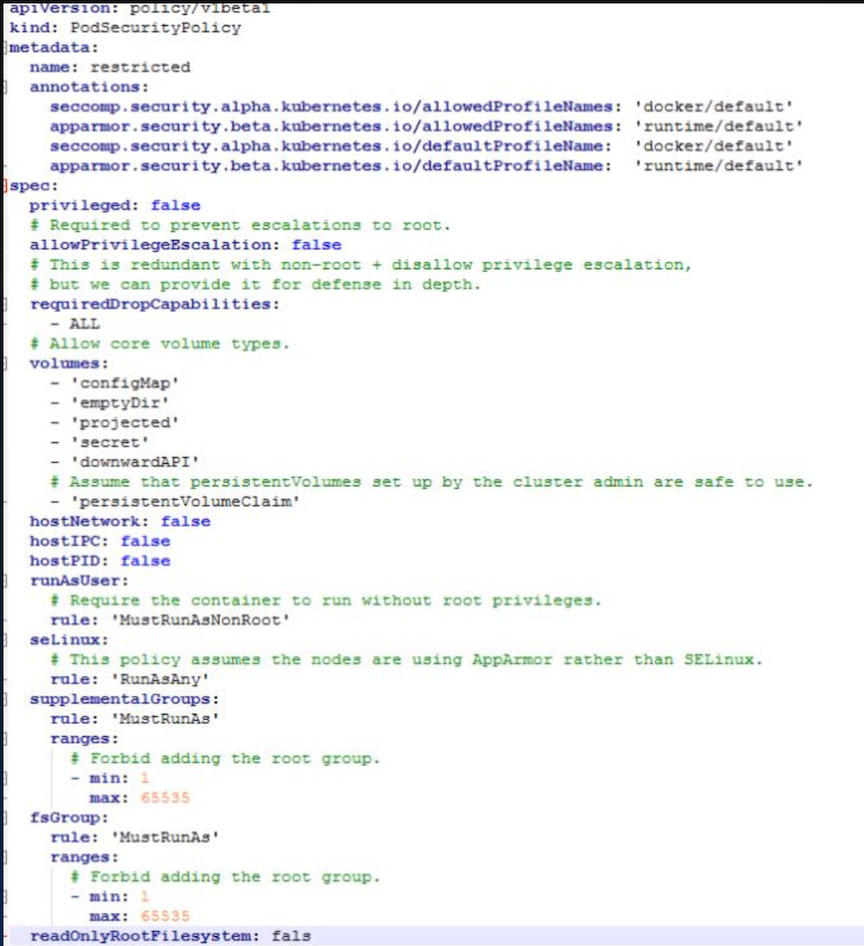 apiVersion: policy/v1beta1
kind: PodSecurityPolicy
metadata:
  name: restricted
  annotations:
    seccomp.security.alpha.kubernetes.io/allowedProfileNames: 'docker/default'
    apparmor.security.beta.kubernetes.io/allowedProfileNames: 'runtime/default'
    seccomp.security.alpha.kubernetes.io/defaultProfileName:  'docker/default'
    apparmor.security.beta.kubernetes.io/defaultProfileName:  'runtime/default'
spec:
  privileged: false
  # Required to prevent escalations to root.
  allowPrivilegeEscalation: false
  # This is redundant with non-root + disallow privilege escalation,
  # but we can provide it for defense in depth.
  requiredDropCapabilities:
    - ALL
  # Allow core volume types.
  volumes:
    - 'configMap'
    - 'emptyDir'
    - 'projected'
    - 'secret'
    - 'downwardAPI'
    # Assume that persistentVolumes set up by the cluster admin are safe to use.
    - 'persistentVolumeClaim'
  hostNetwork: false
  hostIPC: false
  hostPID: false
  runAsUser:
    # Require the container to run without root privileges.
    rule: 'MustRunAsNonRoot'
  seLinux:
    # This policy assumes the nodes are using AppArmor rather than SELinux.
    rule: 'RunAsAny'
  supplementalGroups:
    rule: 'MustRunAs'
    ranges:
      # Forbid adding the root group.
      - min: 1
        max: 65535
  fsGroup:
    rule: 'MustRunAs'
    ranges:
      # Forbid adding the root group.
      - min: 1
        max: 65535
  readOnlyRootFilesystem: fals